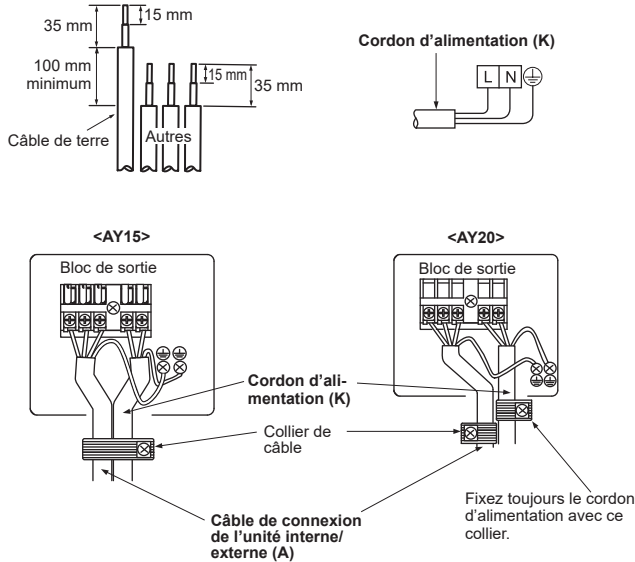 35 mm
15 mm
100 mm
minimum
15 mm
35 mm
Câble de terre
Autres
Cordon d’alimentation (K)
L N
<AY15>
Bloc de sortie
<AY20>
Bloc de sortie
Cordon d’ali-
mentation (K)
Collier de
câble
Câble de connexion
de l’unité interne/
externe (A)
Fixez toujours le cordon
d’alimentation avec ce
collier.